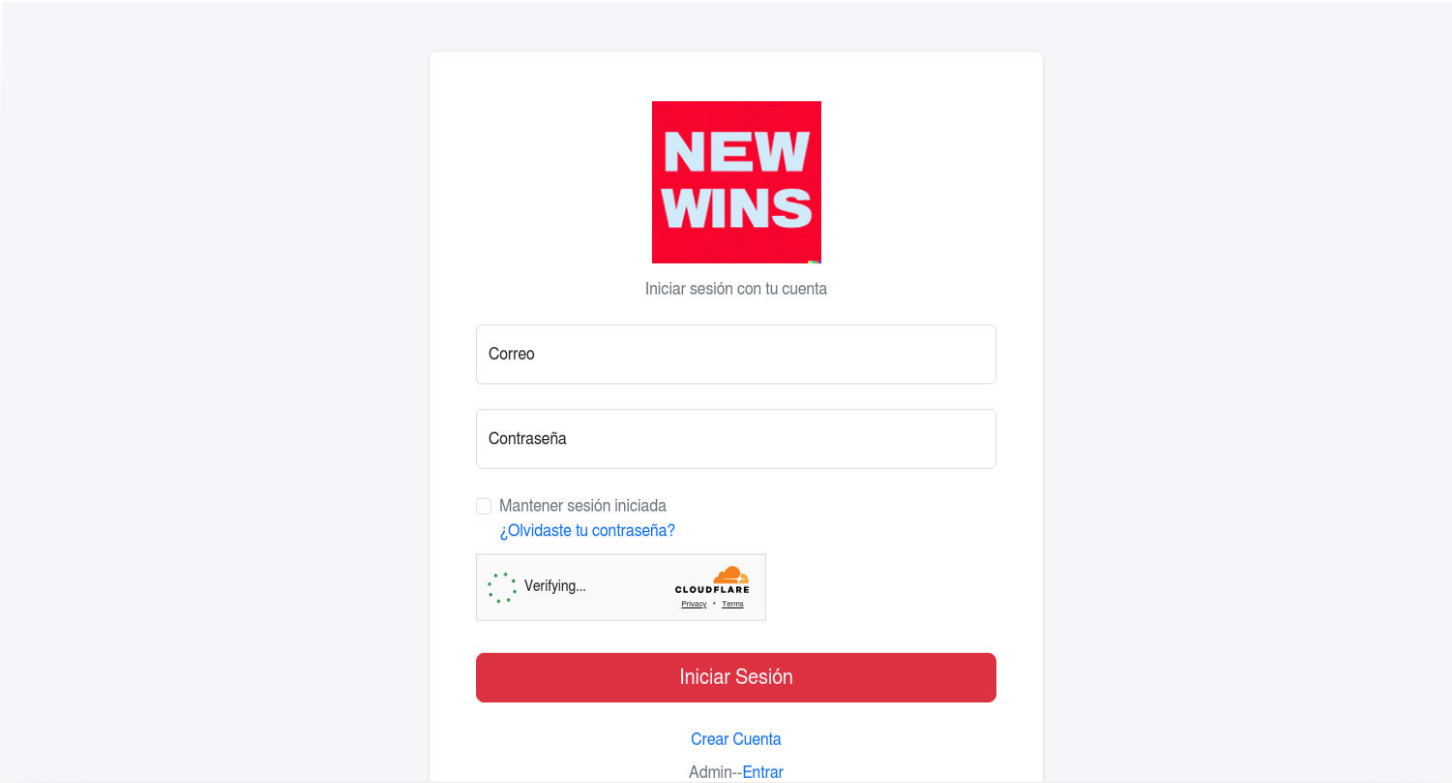 NEW
WINS
Iniciar sesión con tu cuenta
Correo
Contraseña
Mantener sesión iniciada
¿Olvidaste tu contraseña?
Verifying...
CLOUDFLARE
Privacy • Terms
Iniciar Sesión
Crear Cuenta
Admin--Entrar